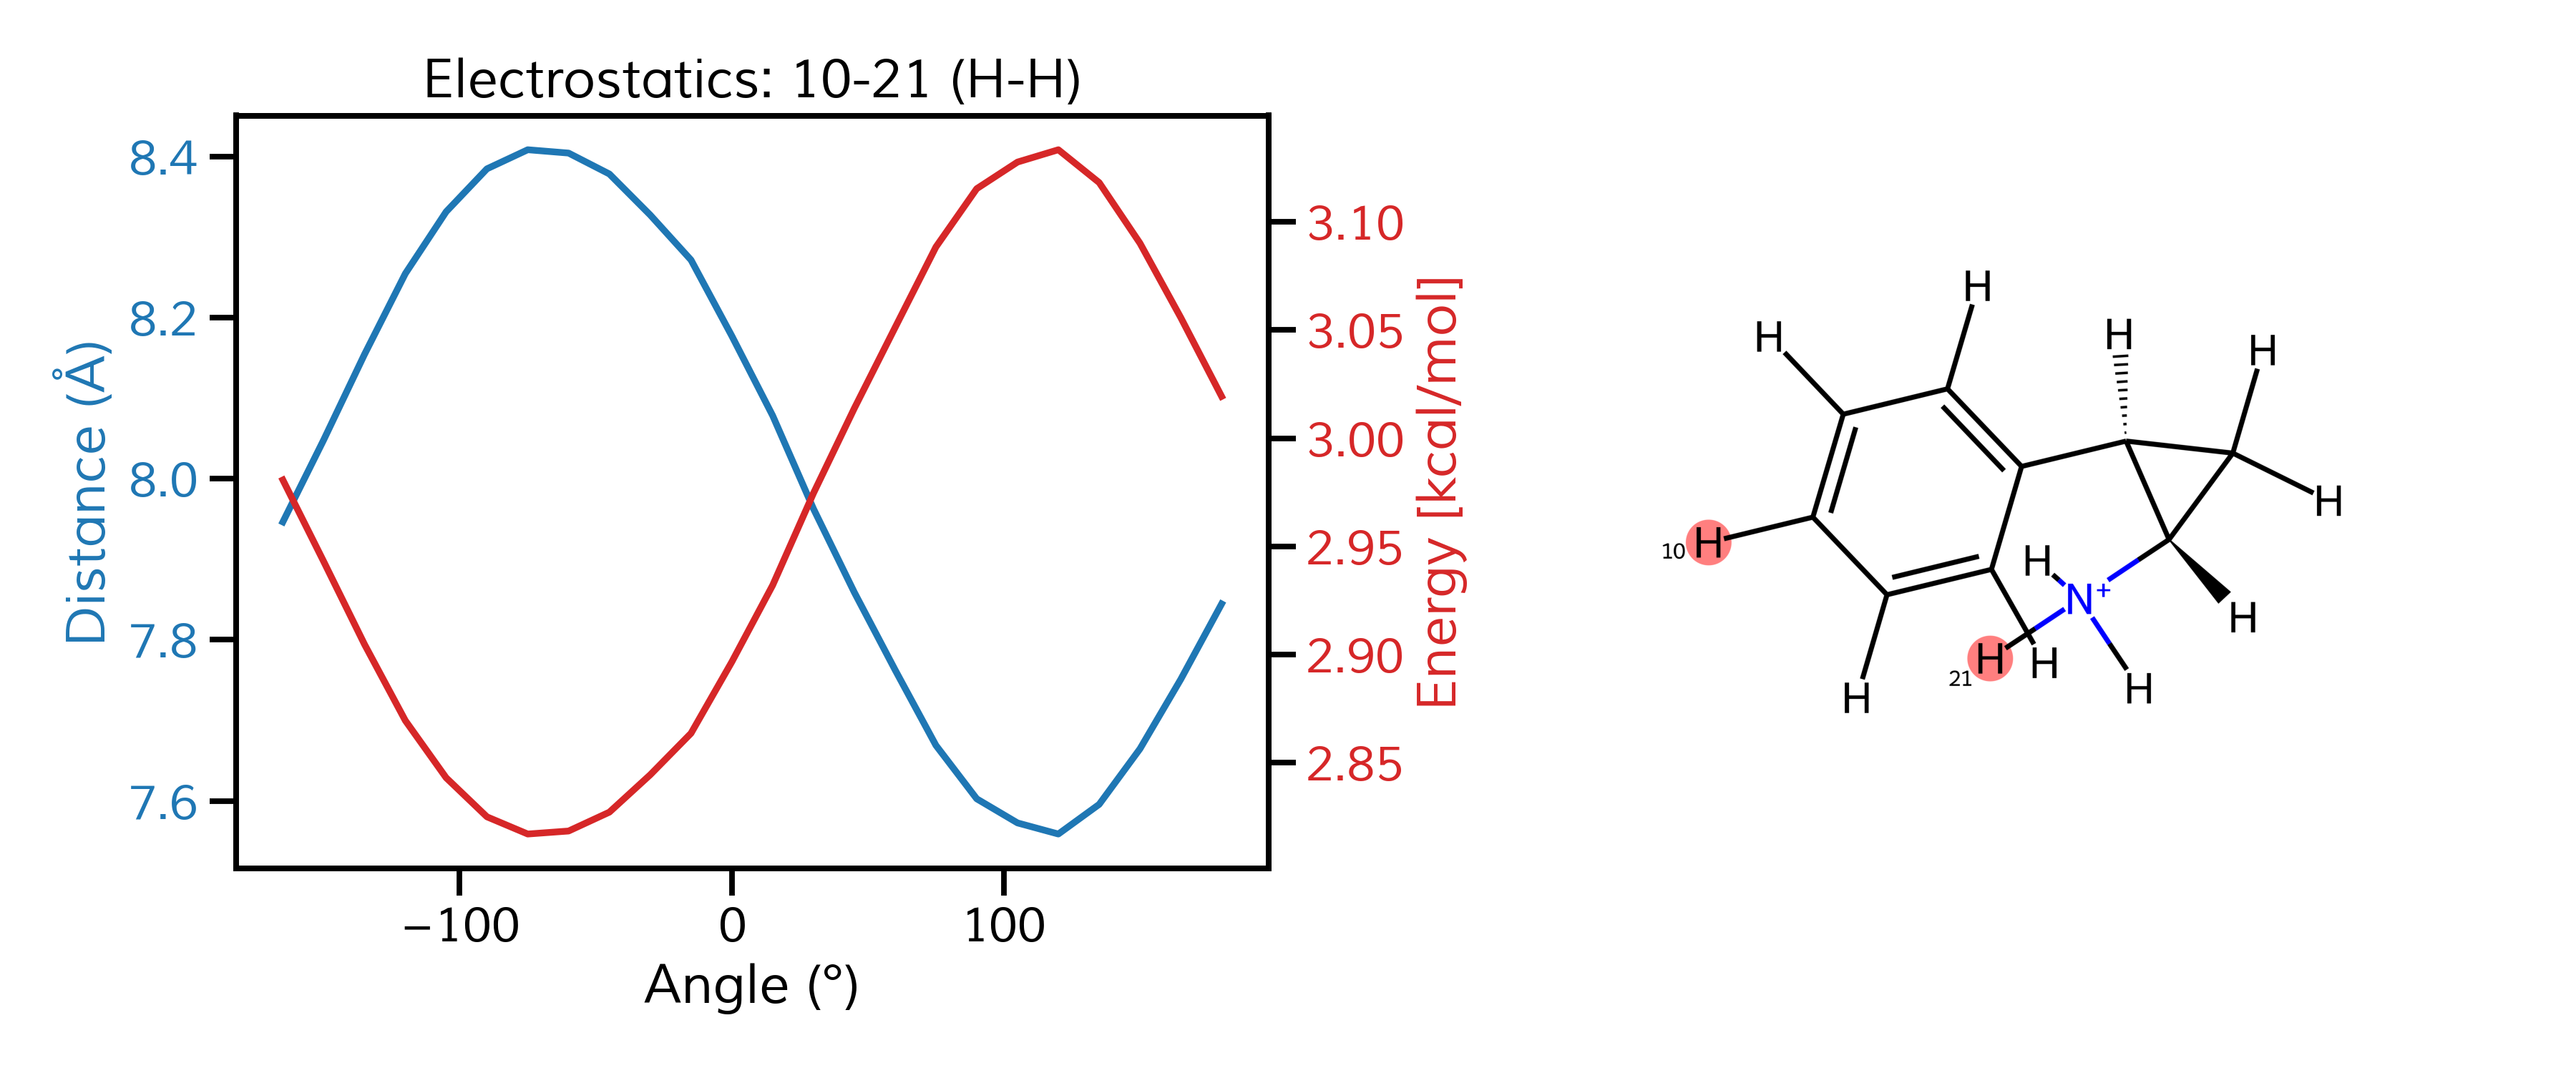 Electrostatics: 10-21 (H-H)
8.4
8.2
8.0
7.8
7.6
Distance (Å)
3.10
3.05
3.00
2.95
2.90
2.85
Energy [kcal/mol]
−100
0
100
Angle (°)
H
H
H
H
H
10
H
H
N+
H
21
H
H
H
H